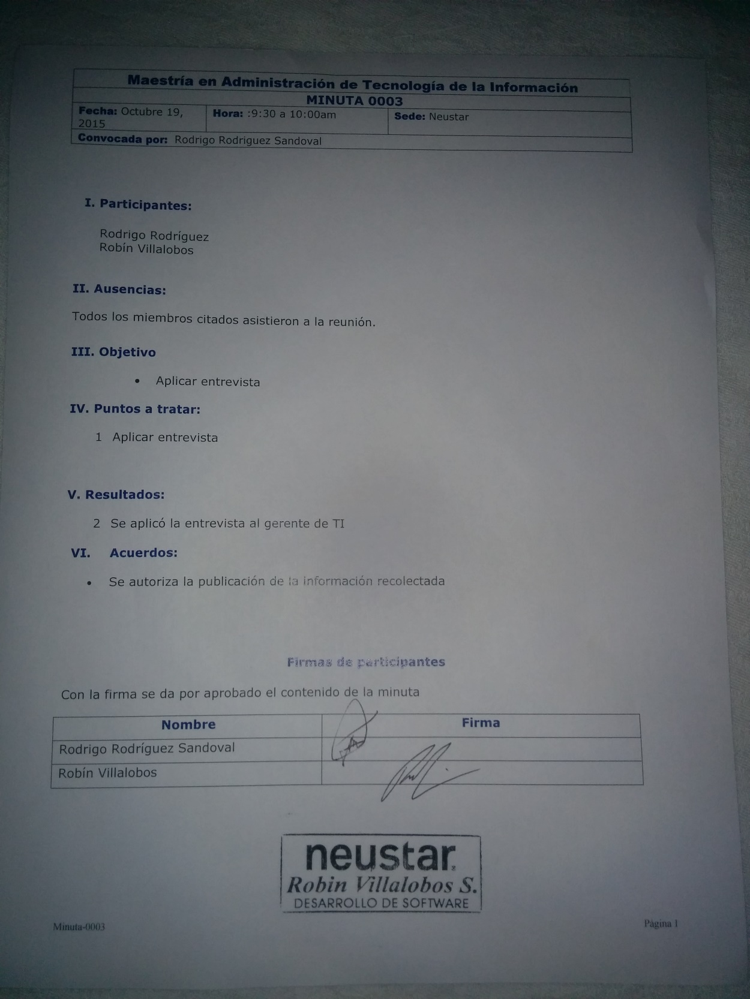 Maestría en Administración de Tecnología de la Información
MINUTA 0003
Fecha: Octubre 19,
2015
Hora: :9:30 a 10:00am
Sede: Neustar
Convocada por: Rodrigo Rodriguez Sandoval
I. Participantes:
Rodrigo Rodríguez
Robín Villalobos
II. Ausencias:
Todos los miembros citados asistieron a la reunión.
III. Objetivo
• Aplicar entrevista
IV. Puntos a tratar:
1 Aplicar entrevista
V. Resultados:
2 Se aplicó la entrevista al gerente de TI
VI. Acuerdos:
• Se autoriza la publicación de la información recolectada
Firmas de participantes
Con la firma se da por aprobado el contenido de la minuta
Nombre
Firma
Rodrigo Rodríguez Sandoval
Robín Villalobos
neustar.
Robin Villalobos S.
DESARROLLO DE SOFTWARE
Minuta-0003
Página 1